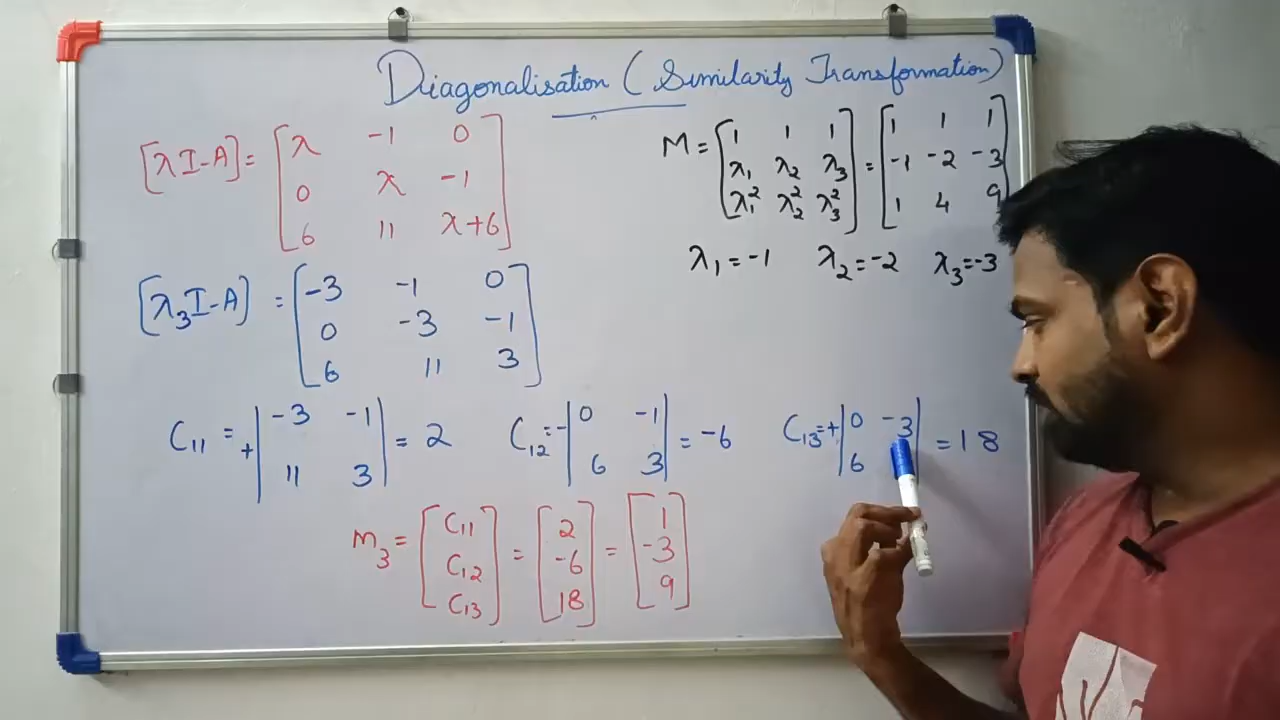 Diagonalisation (Similarity Transformation)
[λI-A] = [λ -1 0
0 λ -1
6 11 λ+6]
M = [1 1 1
λ₁ λ₂ λ₃
λ₁² λ₂² λ₃²] = [1 1 1
-1 -2 -3
1 4 9]
λ₁=-1 λ₂=-2 λ₃=-3
[λ₃I-A] = [-3 -1 0
0 -3 -1
6 11 3]
C₁₁ = + |-3 -1
11 3| = 2
C₁₂ = - |0 -1
6 3| = -6
C₁₃ = + |0 -3
6 | = 18
m₃ = [C₁₁
C₁₂
C₁₃] = [2
-6
18] = [1
-3
9]